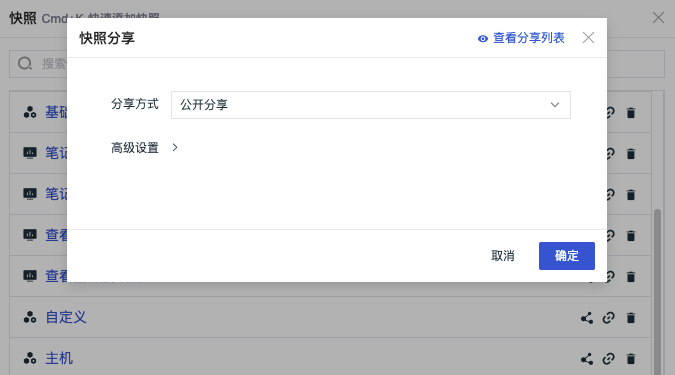 快照 Cmd+K 快速添加快照
快照分享
查看分享列表
搜索
分享方式
公开分享
基础
笔记
高级设置
笔记
查看
取消
确定
查看
自定义
主机